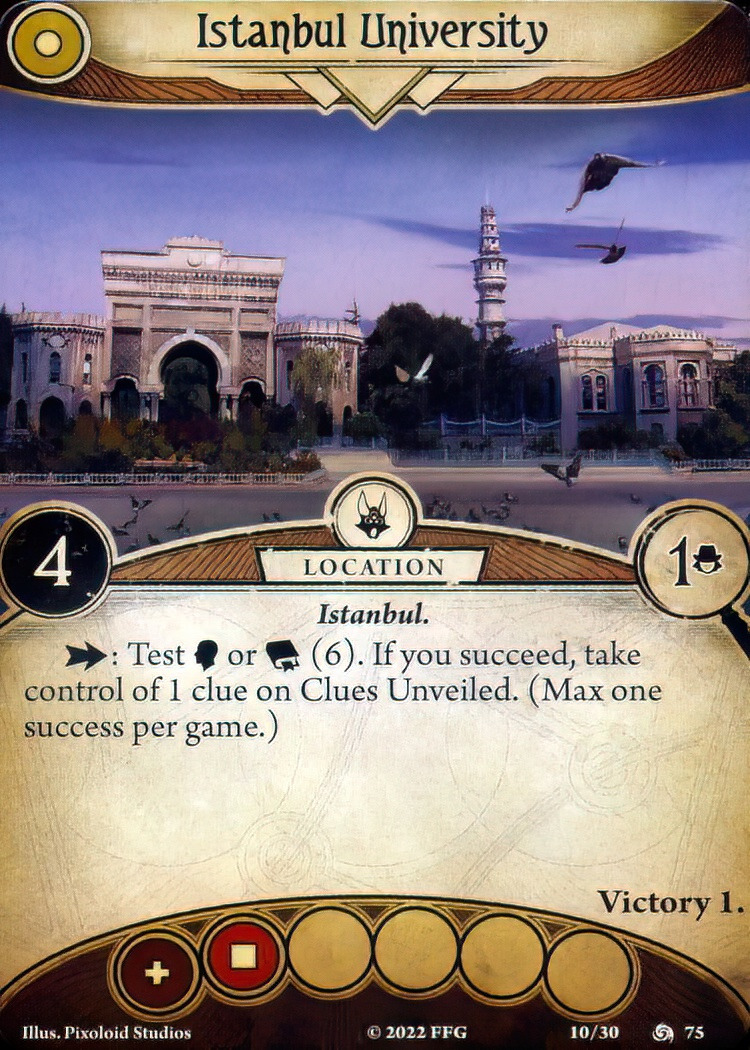 Istanbul University
4
1
LOCATION
Istanbul.
: Test or (6). If you succeed, take
control of 1 clue on Clues Unveiled. (Max one
success per game.)
Victory 1.
Illus. Pixoloid Studios © 2022 FFG 10/30 75